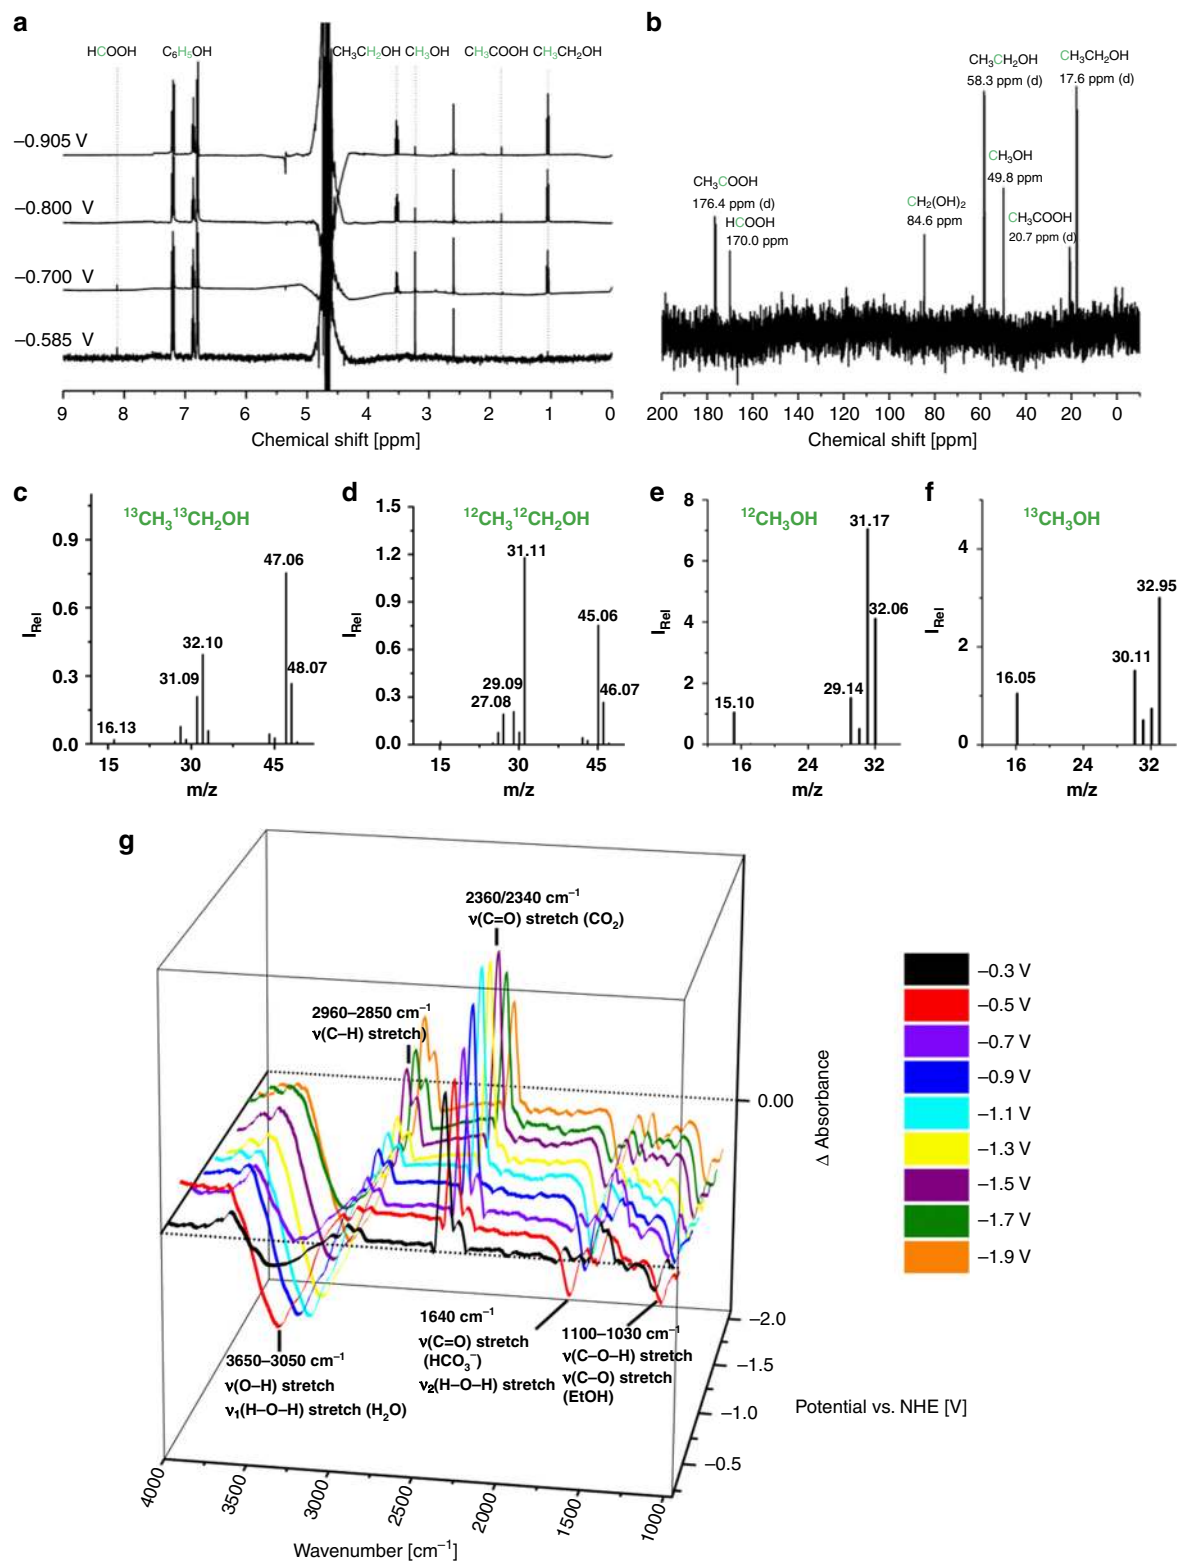 a
HCOOH C₆H₅OH CH₃CH₂OH CH₃OH CH₃COOH CH₃CH₂OH
–0.905 V
–0.800 V
–0.700 V
–0.585 V
9 8 7 6 5 4 3 2 1 0
Chemical shift [ppm]
b
CH₃CH₂OH
58.3 ppm (d)
CH₃CH₂OH
17.6 ppm (d)
CH₃OH
49.8 ppm
CH₃COOH
176.4 ppm (d)
HCOOH
170.0 ppm
CH₂(OH)₂
84.6 ppm
CH₃COOH
20.7 ppm (d)
200 180 160 140 120 100 80 60 40 20 0
Chemical shift [ppm]
c
¹³CH₃¹³CH₂OH
47.06
32.10
48.07
31.09
16.13
0.9
0.6
0.3
0.0
I_Rel
15 30 45
m/z
d
¹²CH₃¹²CH₂OH
31.11
45.06
29.09
46.07
27.08
1.5
1.2
0.9
0.6
0.3
0.0
I_Rel
15 30 45
m/z
e
¹²CH₃OH
31.17
32.06
29.14
15.10
8
6
4
2
0
I_Rel
16 24 32
m/z
f
¹³CH₃OH
32.95
30.11
16.05
4
2
0
I_Rel
16 24 32
m/z
g
2360/2340 cm⁻¹
ν(C=O) stretch (CO₂)
2960–2850 cm⁻¹
ν(C–H) stretch)
0.00
Δ Absorbance
–0.3 V
–0.5 V
–0.7 V
–0.9 V
–1.1 V
–1.3 V
–1.5 V
–1.7 V
–1.9 V
3650–3050 cm⁻¹
ν(O–H) stretch
ν₁(H–O–H) stretch (H₂O)
1640 cm⁻¹
ν(C=O) stretch
(HCO₃⁻)
ν₂(H–O–H) stretch
1100–1030 cm⁻¹
ν(C–O–H) stretch
ν(C–O) stretch
(EtOH)
–2.0
–1.5
–1.0
–0.5
Potential vs. NHE [V]
4000 3500 3000 2500 2000 1500 1000
Wavenumber [cm⁻¹]